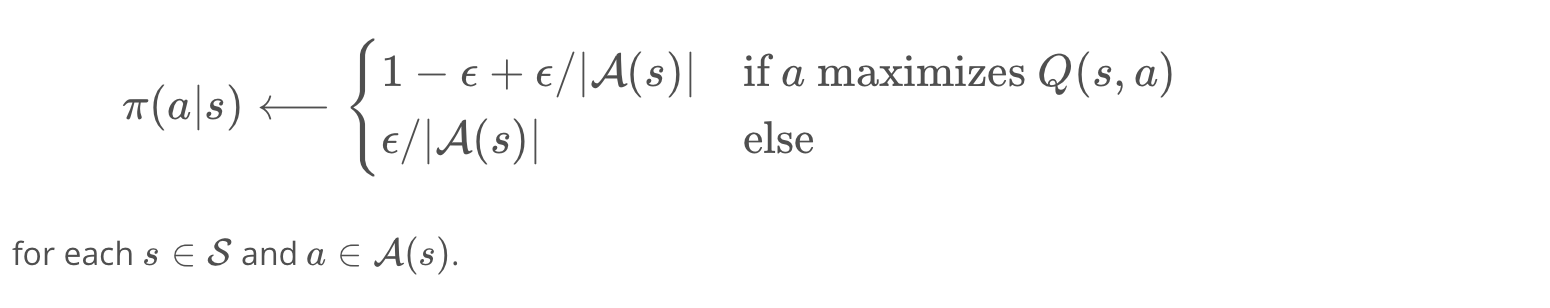 π(a|s) ⟵ { 1 − ϵ + ϵ/|𝒜(s)| if a maximizes Q(s, a)
ϵ/|𝒜(s)| else
for each s ∈ 𝒮 and a ∈ 𝒜(s).